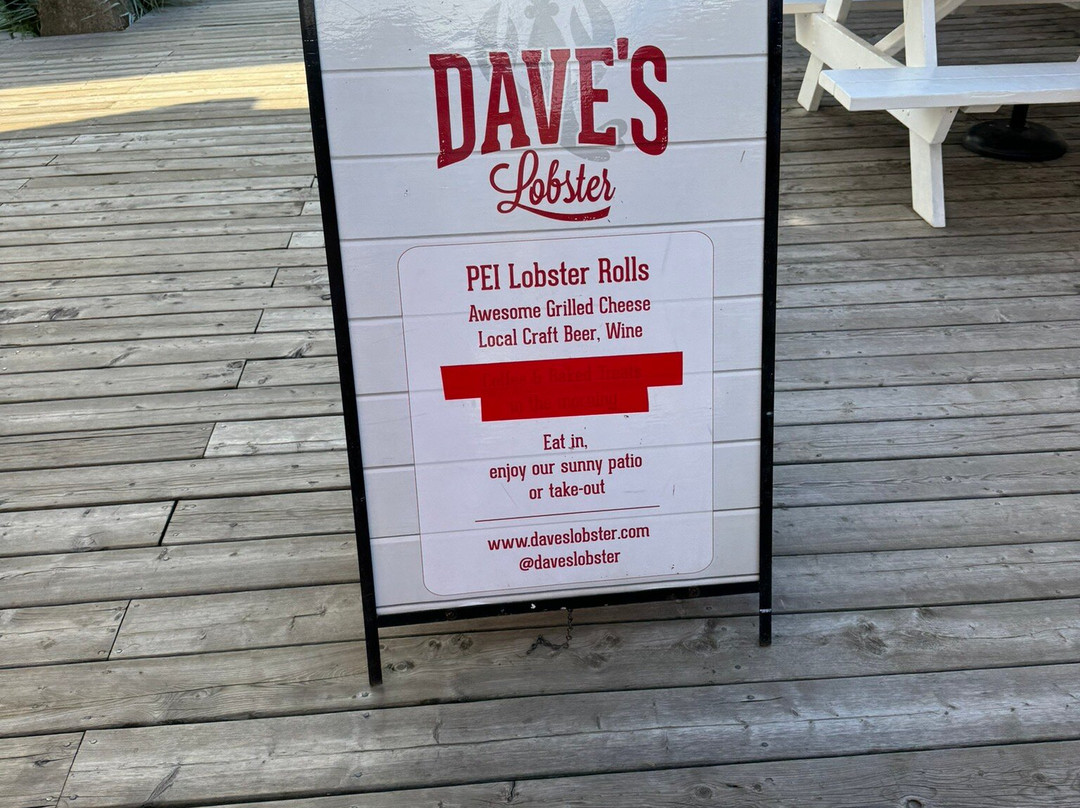 DAVE'S
Lobster
PEI Lobster Rolls
Awesome Grilled Cheese
Local Craft Beer, Wine
Eat in,
enjoy our sunny patio
or take-out
www.daveslobster.com
@daveslobster